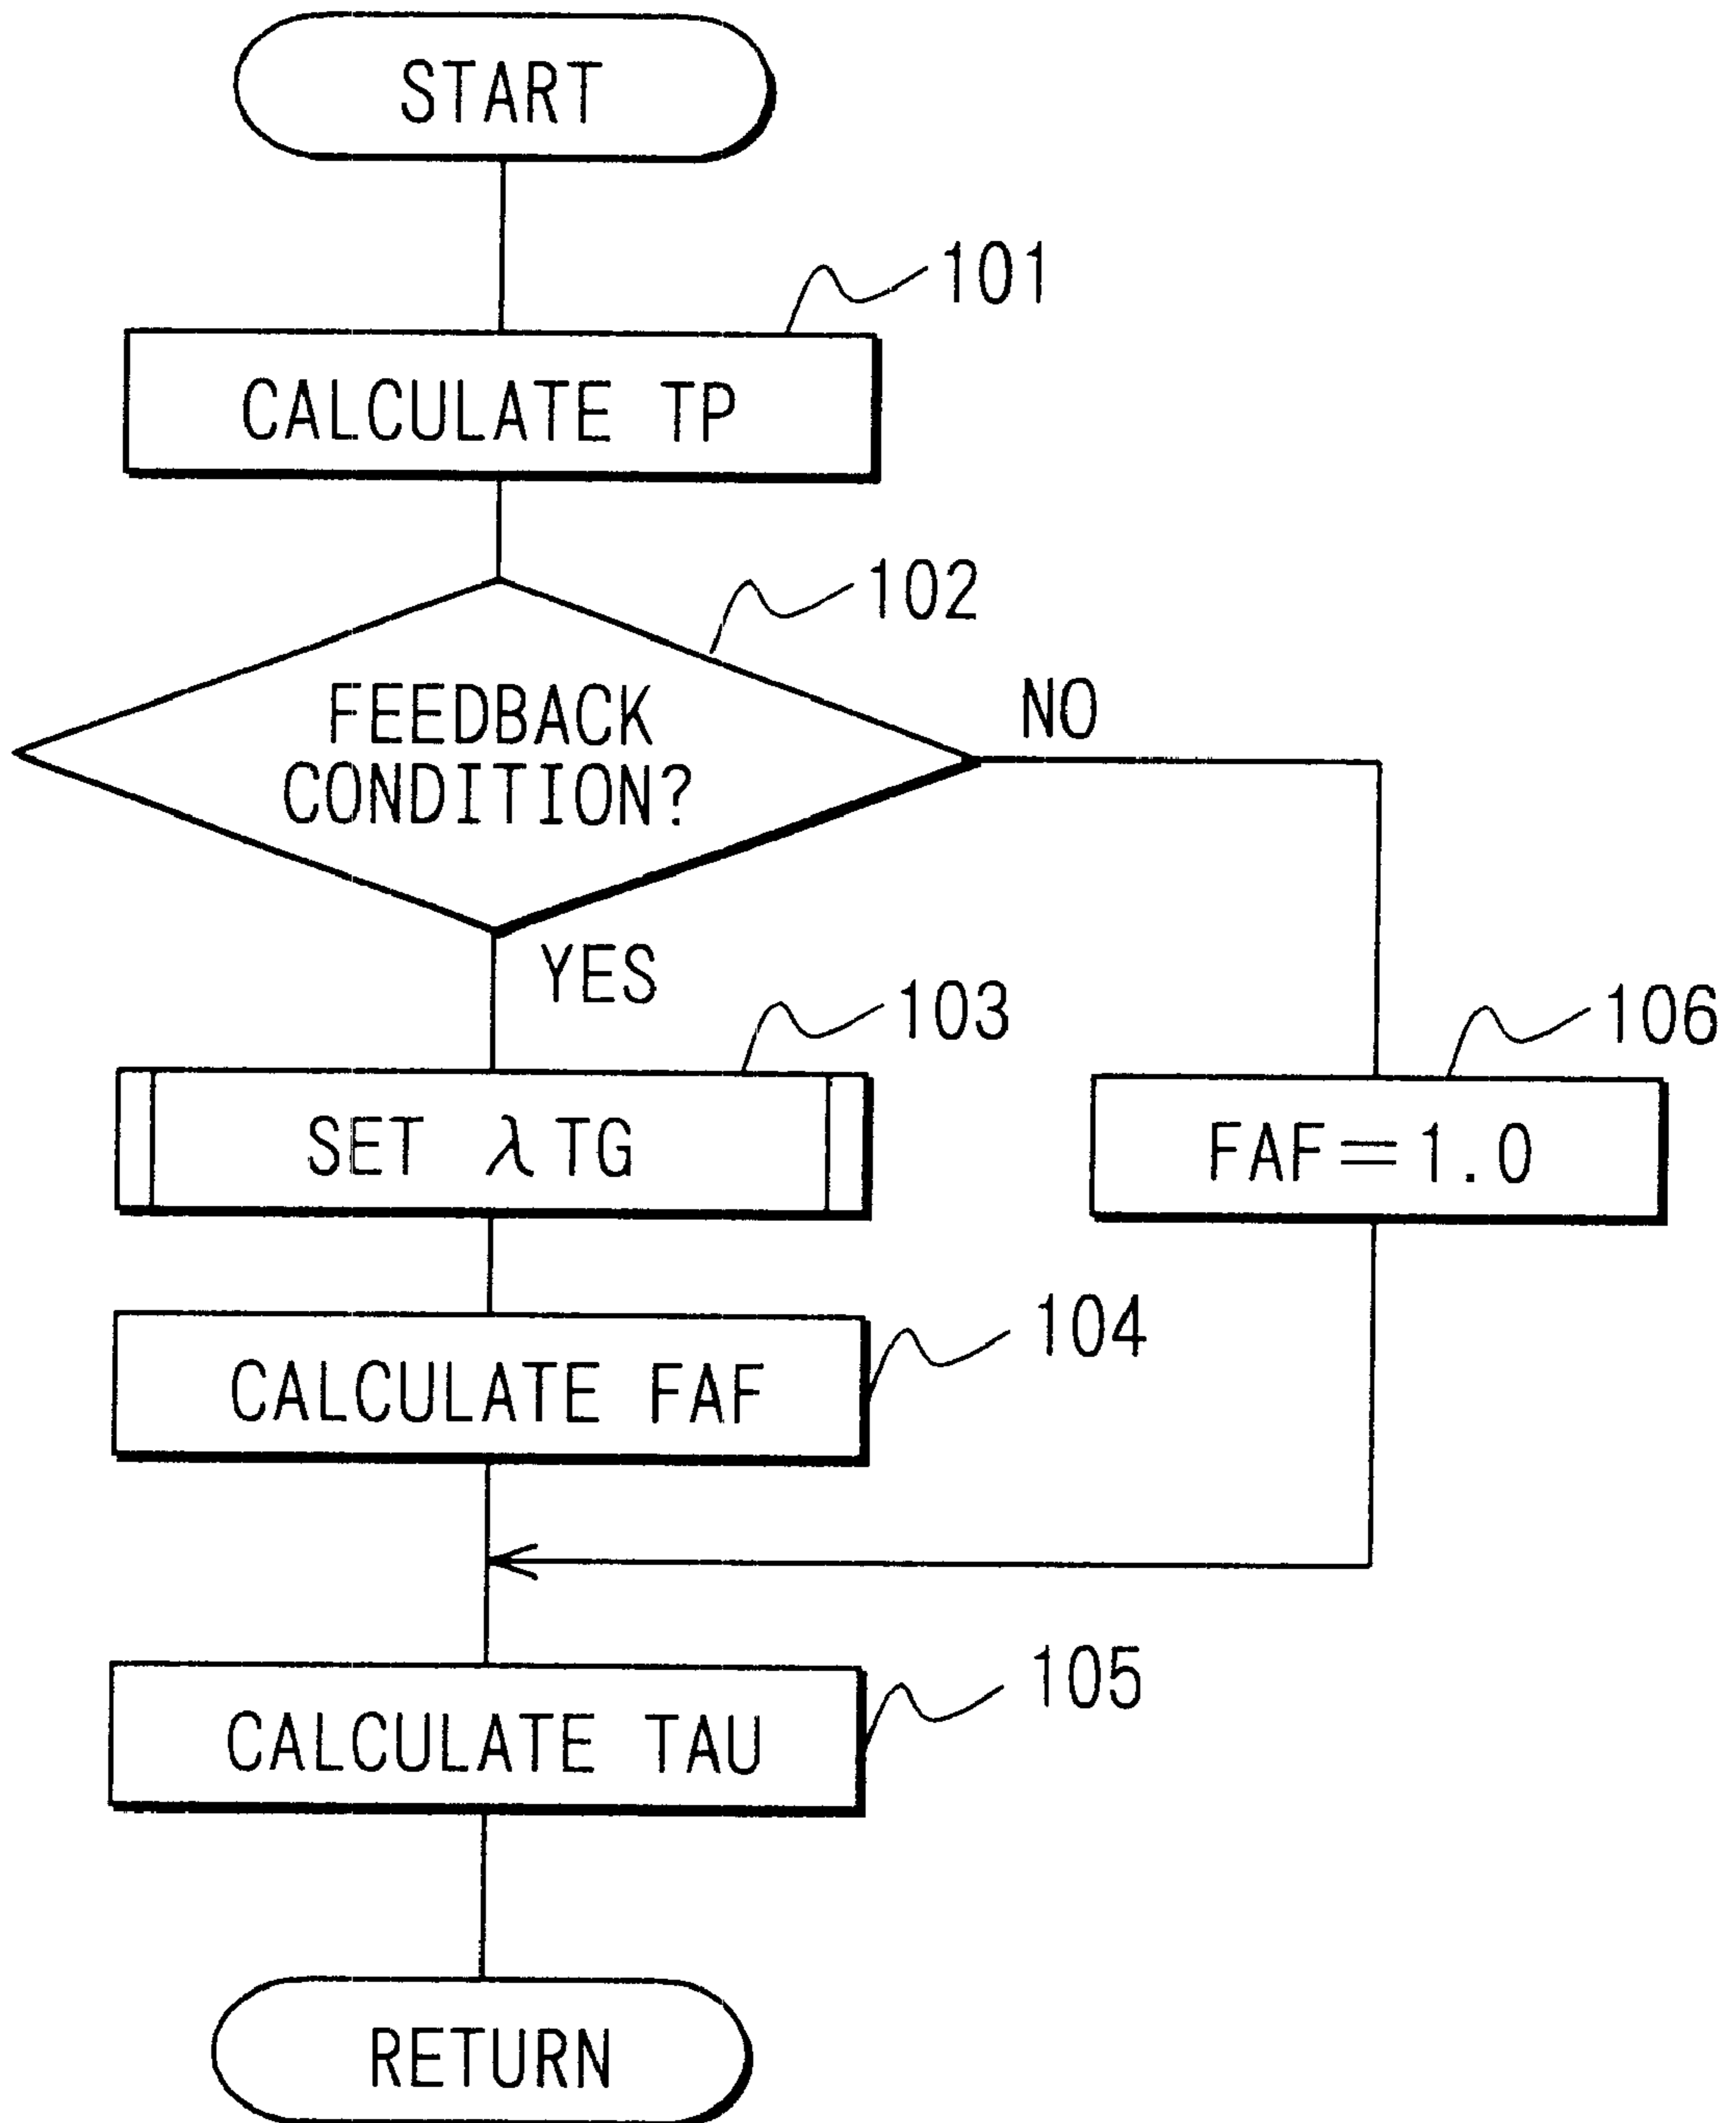 START
101
CALCULATE TP
102
FEEDBACK
CONDITION?
NO
YES
103
SET λTG
106
FAF=1.0
104
CALCULATE FAF
105
CALCULATE TAU
RETURN